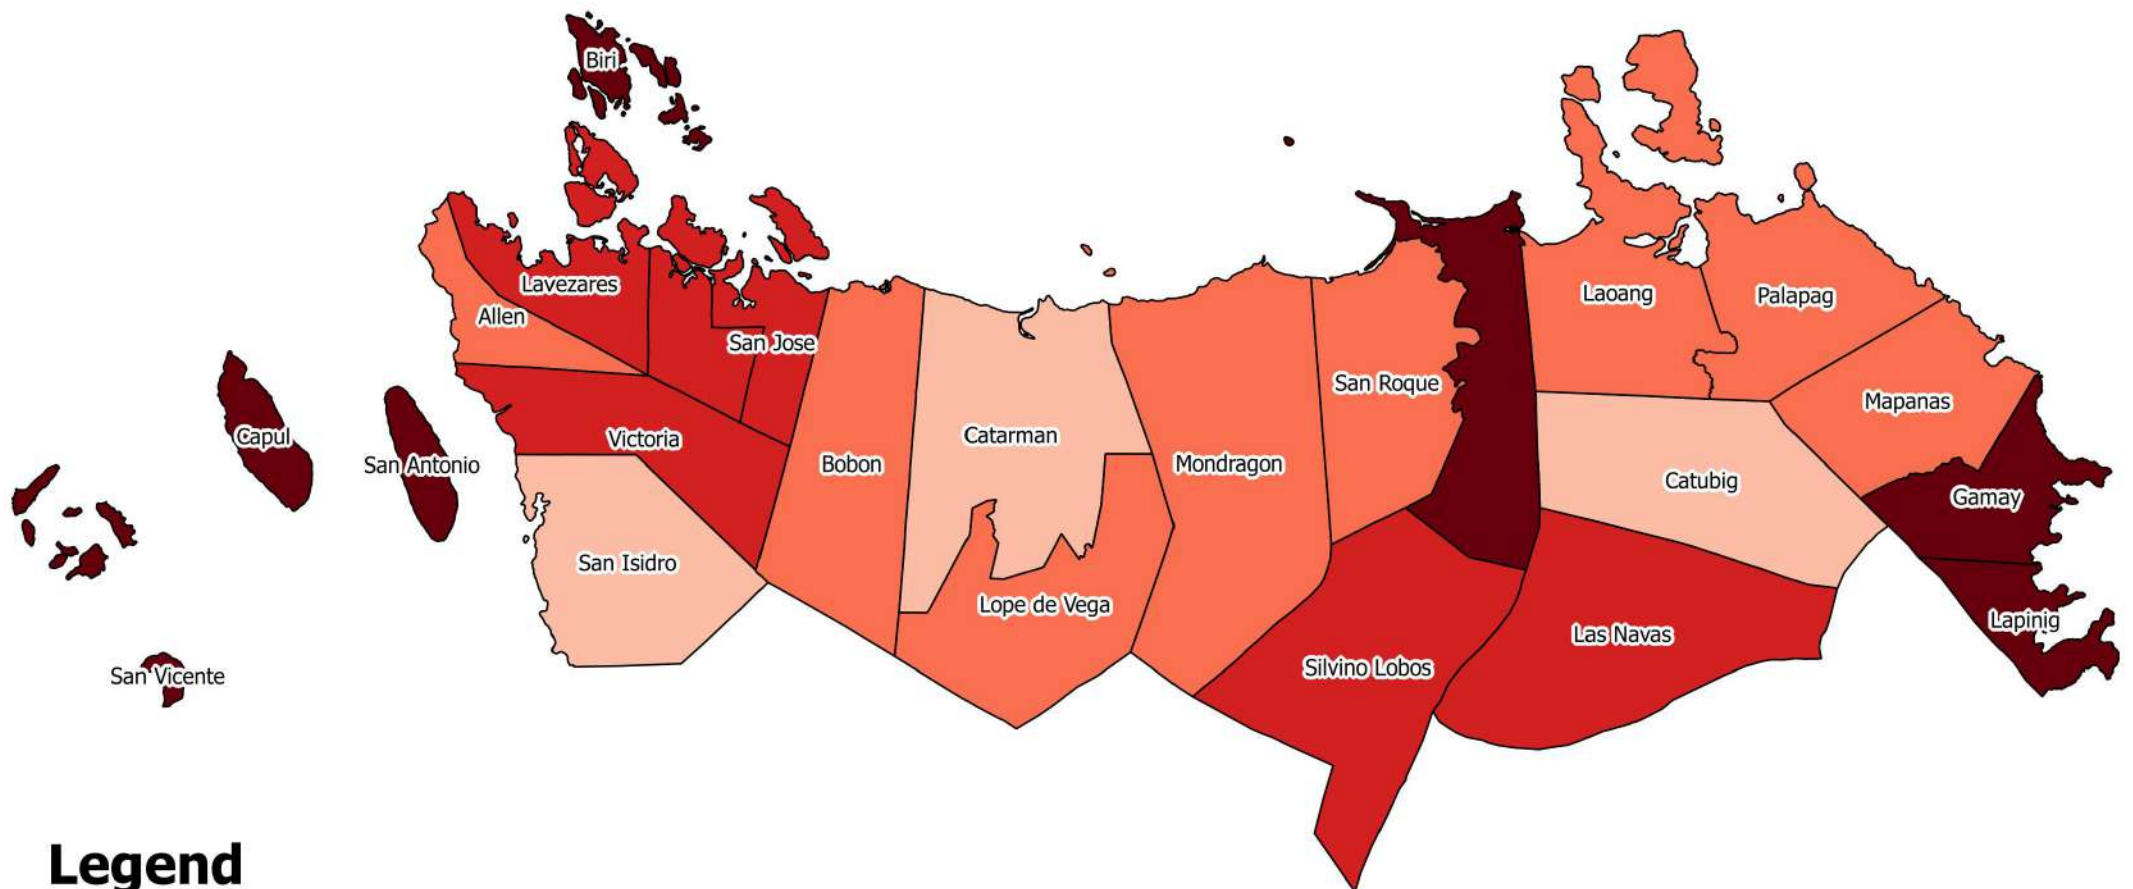 Biri
Lavezares
Allen
San Jose
Laoang
Palapag
San Roque
Mapanas
Capul
San Antonio
Victoria
Bobon
Catarman
Mondragon
Catubig
Gamay
San Isidro
Lope de Vega
Lapinig
Las Navas
Silvino Lobos
San Vicente
Legend